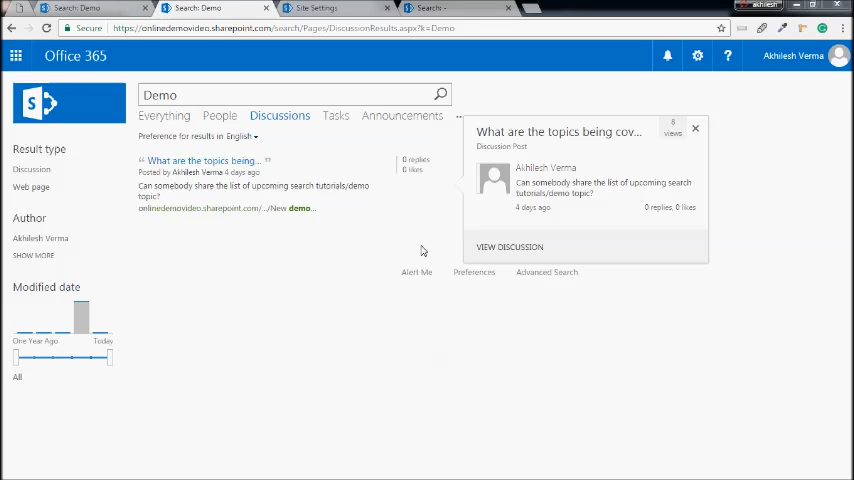 Search: Demo
Search: Demo
Site Settings
Search: -
akhilesh
Secure
https://onlinedemovideo.sharepoint.com/search/Pages/DiscussionResults.aspx?k=Demo
Office 365
Akhilesh Verma
Demo
Everything People Discussions Tasks Announcements ...
Preference for results in English
Result type
Discussion
Web page
Author
Akhilesh Verma
SHOW MORE
Modified date
One Year Ago Today
All
“ What are the topics being... ”
Posted by Akhilesh Verma 4 days ago
Can somebody share the list of upcoming search tutorials/demo
topic?
onlinedemovideo.sharepoint.com/.../New demo...
0 replies
0 likes
What are the topics being cov...
8
views
Discussion Post
Akhilesh Verma
Can somebody share the list of upcoming search
tutorials/demo topic?
4 days ago 0 replies, 0 likes
VIEW DISCUSSION
Alert Me Preferences Advanced Search